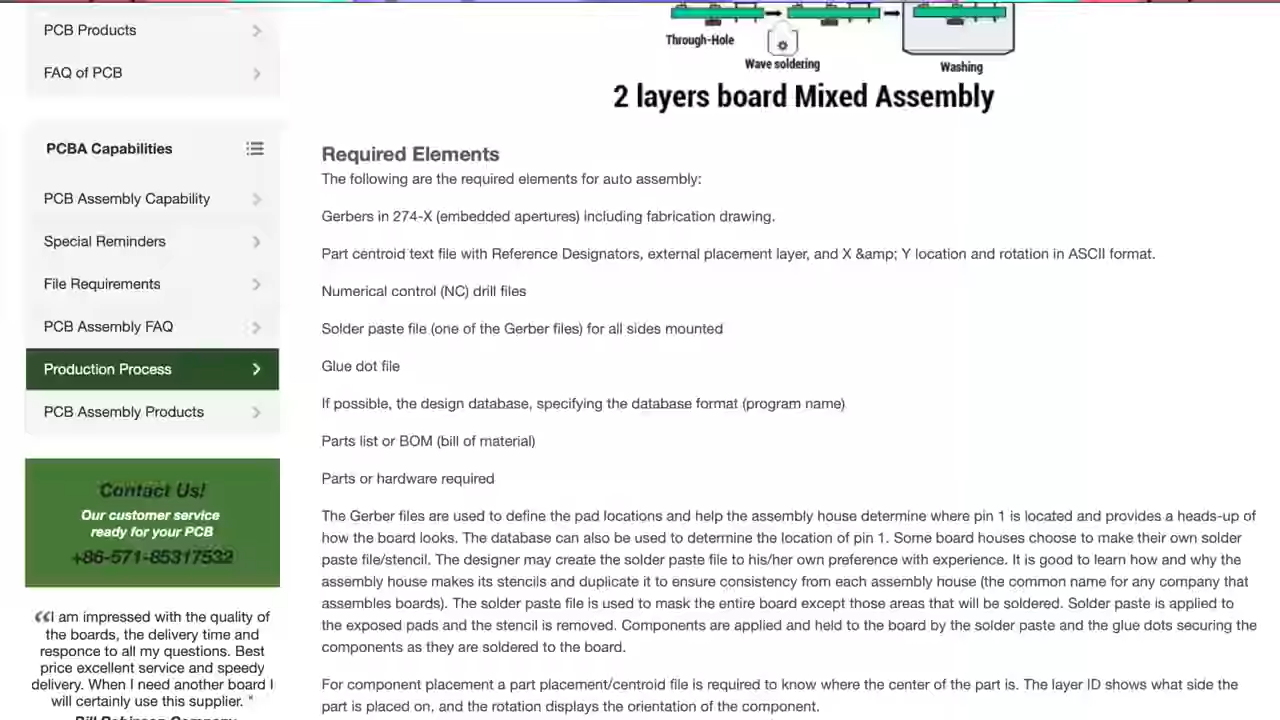 PCB Products
FAQ of PCB
PCBA Capabilities
PCB Assembly Capability
Special Reminders
File Requirements
PCB Assembly FAQ
Production Process
PCB Assembly Products
Contact Us!
Our customer service
ready for your PCB
+86-571-85317532
I am impressed with the quality of
the boards, the delivery time and
response to all my questions. Best
price excellent service and speedy
delivery. When I need another board I
will certainly use this supplier. "
Bill Robinson Company
Through-Hole
Wave soldering
Washing
2 layers board Mixed Assembly
Required Elements
The following are the required elements for auto assembly:
Gerbers in 274-X (embedded apertures) including fabrication drawing.
Part centroid text file with Reference Designators, external placement layer, and X &amp; Y location and rotation in ASCII format.
Numerical control (NC) drill files
Solder paste file (one of the Gerber files) for all sides mounted
Glue dot file
If possible, the design database, specifying the database format (program name)
Parts list or BOM (bill of material)
Parts or hardware required
The Gerber files are used to define the pad locations and help the assembly house determine where pin 1 is located and provides a heads-up of
how the board looks. The database can also be used to determine the location of pin 1. Some board houses choose to make their own solder
paste file/stencil. The designer may create the solder paste file to his/her own preference with experience. It is good to learn how and why the
assembly house makes its stencils and duplicate it to ensure consistency from each assembly house (the common name for any company that
assembles boards). The solder paste file is used to mask the entire board except those areas that will be soldered. Solder paste is applied to
the exposed pads and the stencil is removed. Components are applied and held to the board by the solder paste and the glue dots securing the
components as they are soldered to the board.
For component placement a part placement/centroid file is required to know where the center of the part is. The layer ID shows what side the
part is placed on, and the rotation displays the orientation of the component.